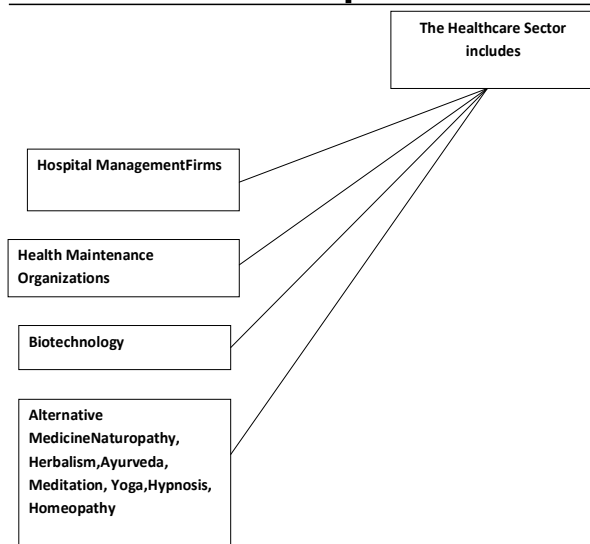 The Healthcare Sector
includes
Hospital ManagementFirms
Health Maintenance
Organizations
Biotechnology
Alternative
MedicineNaturopathy,
Herbalism,Ayurveda,
Meditation, Yoga,Hypnosis,
Homeopathy